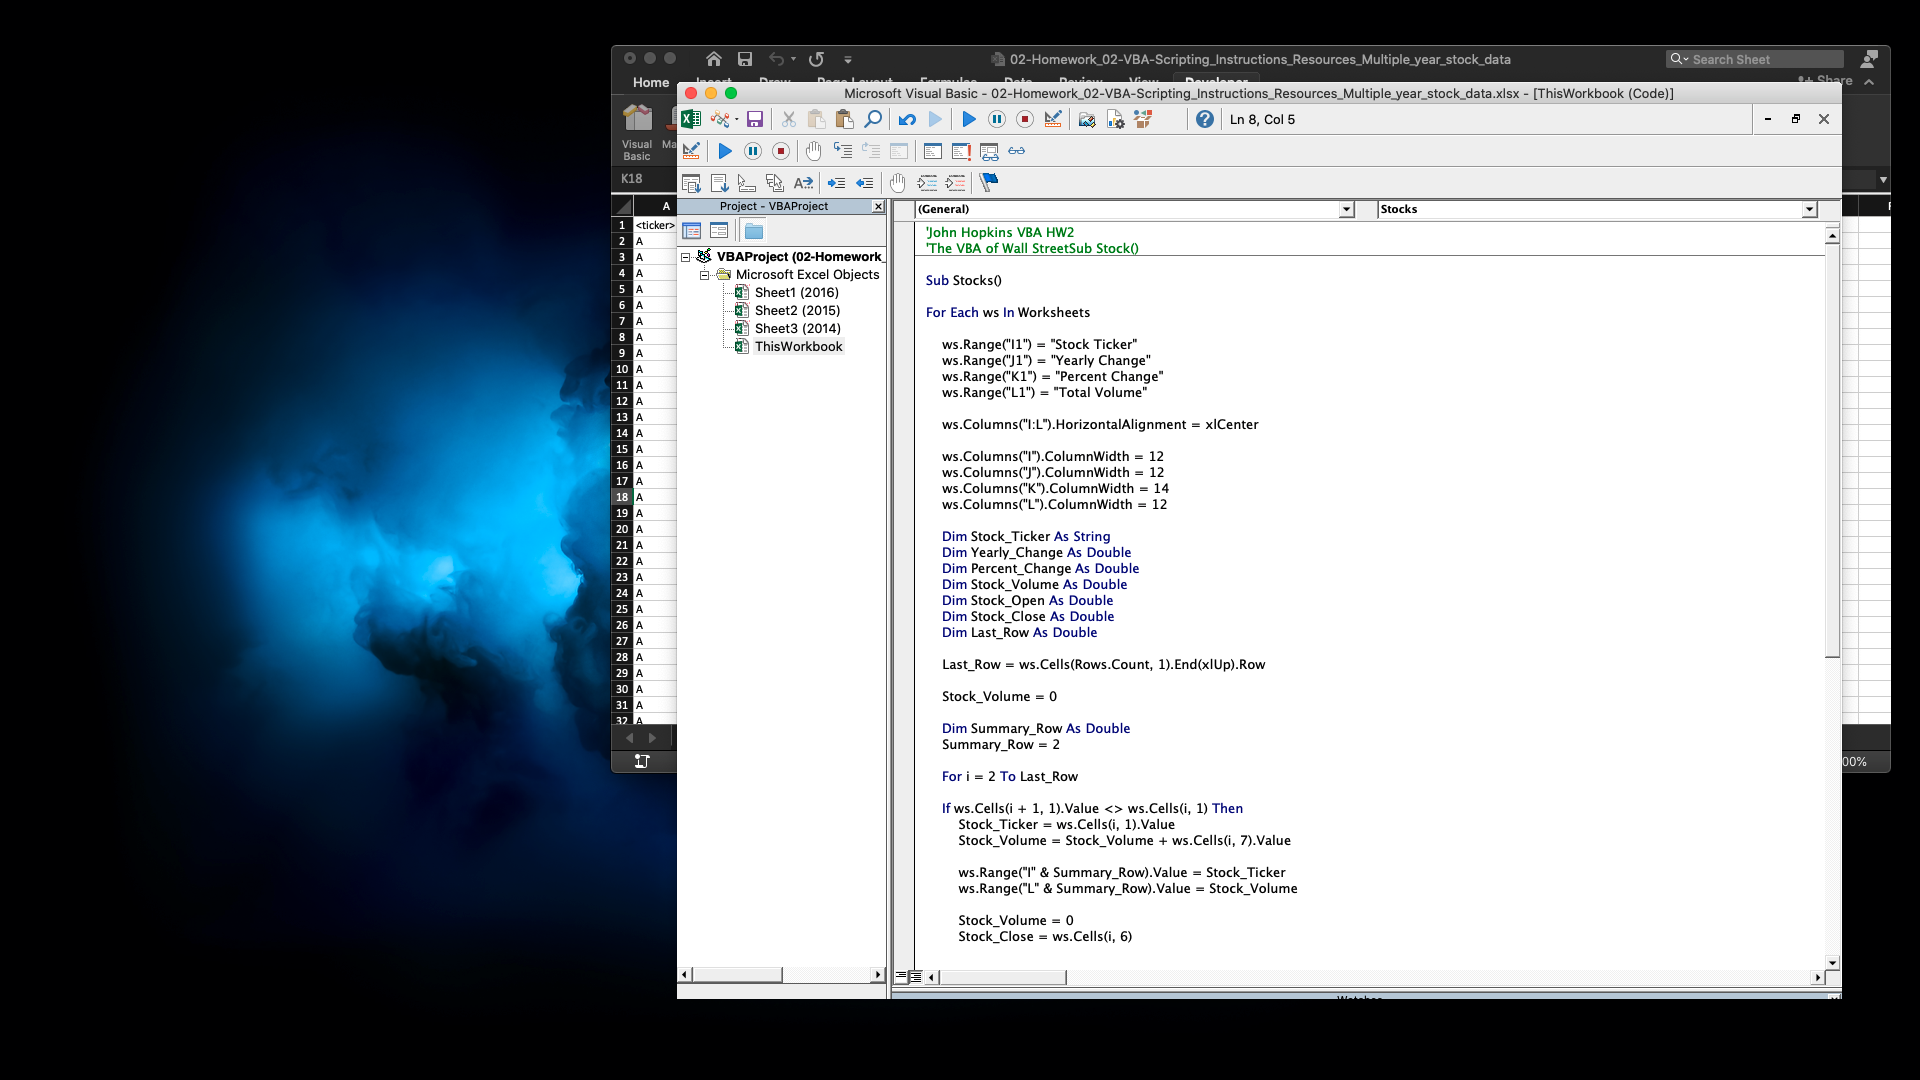 02-Homework_02-VBA-Scripting_Instructions_Resources_Multiple_year_stock_data
Search Sheet
Home Insert Draw Page Layout Formulas Data Review View Developer Share
Microsoft Visual Basic - 02-Homework_02-VBA-Scripting_Instructions_Resources_Multiple_year_stock_data.xlsx - [ThisWorkbook (Code)]
Ln 8, Col 5
Visual
Basic
K18
A
1 <ticker>
2 A
3 A
4 A
5 A
6 A
7 A
8 A
9 A
10 A
11 A
12 A
13 A
14 A
15 A
16 A
17 A
18 A
19 A
20 A
21 A
22 A
23 A
24 A
25 A
26 A
27 A
28 A
29 A
30 A
31 A
32 A
Project - VBAProject
VBAProject (02-Homework_
Microsoft Excel Objects
Sheet1 (2016)
Sheet2 (2015)
Sheet3 (2014)
ThisWorkbook
(General)
Stocks
'John Hopkins VBA HW2
'The VBA of Wall StreetSub Stock()
Sub Stocks()
For Each ws In Worksheets
ws.Range("I1") = "Stock Ticker"
ws.Range("J1") = "Yearly Change"
ws.Range("K1") = "Percent Change"
ws.Range("L1") = "Total Volume"
ws.Columns("I:L").HorizontalAlignment = xlCenter
ws.Columns("I").ColumnWidth = 12
ws.Columns("J").ColumnWidth = 12
ws.Columns("K").ColumnWidth = 14
ws.Columns("L").ColumnWidth = 12
Dim Stock_Ticker As String
Dim Yearly_Change As Double
Dim Percent_Change As Double
Dim Stock_Volume As Double
Dim Stock_Open As Double
Dim Stock_Close As Double
Dim Last_Row As Double
Last_Row = ws.Cells(Rows.Count, 1).End(xlUp).Row
Stock_Volume = 0
Dim Summary_Row As Double
Summary_Row = 2
For i = 2 To Last_Row
If ws.Cells(i + 1, 1).Value <> ws.Cells(i, 1) Then
Stock_Ticker = ws.Cells(i, 1).Value
Stock_Volume = Stock_Volume + ws.Cells(i, 7).Value
ws.Range("I" & Summary_Row).Value = Stock_Ticker
ws.Range("L" & Summary_Row).Value = Stock_Volume
Stock_Volume = 0
Stock_Close = ws.Cells(i, 6)
00%
Watches